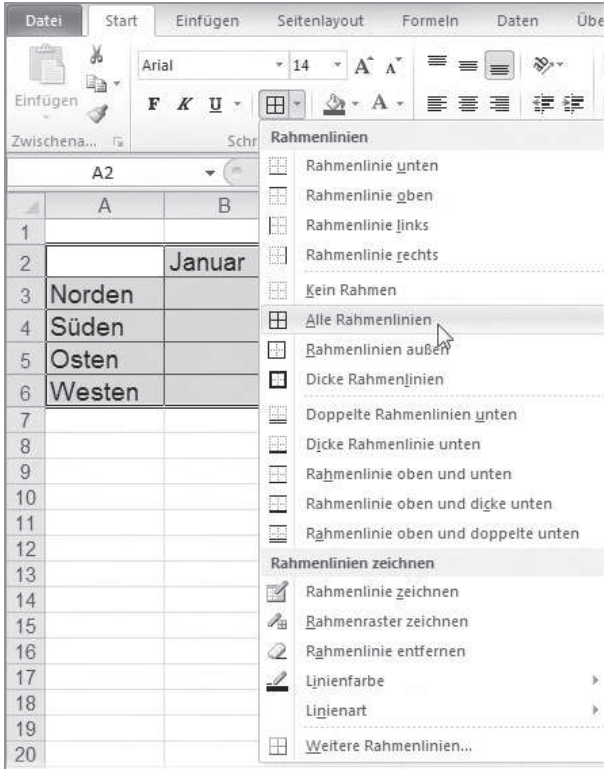 Datei Start Einfügen Seitenlayout Formeln Daten Übe
Arial 14 A A
Einfügen F K U A
Zwischena... Schr
A2
A B
1
2 Januar
3 Norden
4 Süden
5 Osten
6 Westen
7
8
9
10
11
12
13
14
15
16
17
18
19
20
Rahmenlinien
Rahmenlinie unten
Rahmenlinie oben
Rahmenlinie links
Rahmenlinie rechts
Kein Rahmen
Alle Rahmenlinien
Rahmenlinien außen
Dicke Rahmenlinien
Doppelte Rahmenlinien unten
Dicke Rahmenlinie unten
Rahmenlinie oben und unten
Rahmenlinie oben und dicke unten
Rahmenlinie oben und doppelte unten
Rahmenlinien zeichnen
Rahmenlinie zeichnen
Rahmenraster zeichnen
Rahmenlinie entfernen
Linienfarbe
Linienart
Weitere Rahmenlinien...